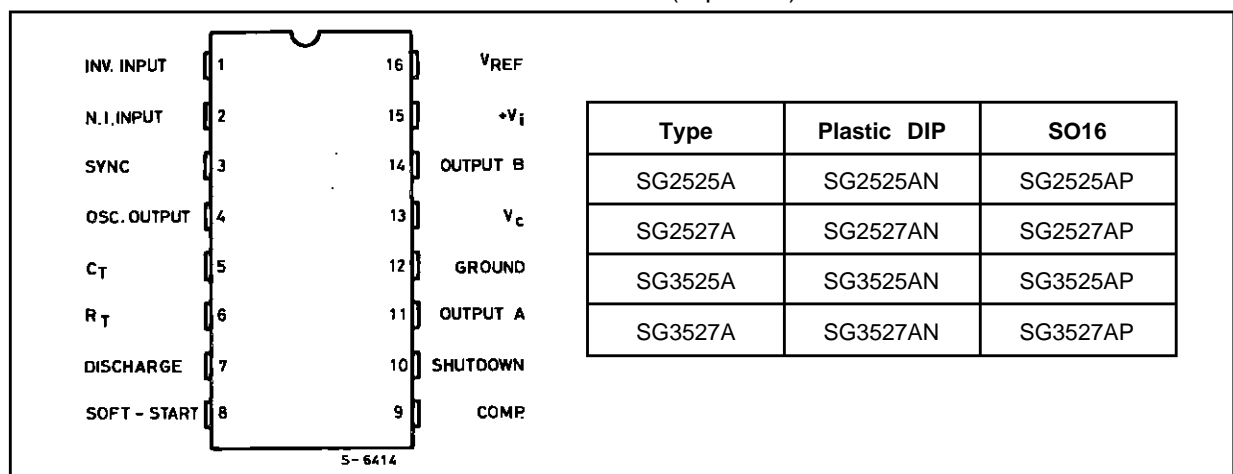 INV. INPUT 1 16 VREF
N.I. INPUT 2 15 +Vi
SYNC 3 14 OUTPUT B
OSC. OUTPUT 4 13 Vc
CT 5 12 GROUND
RT 6 11 OUTPUT A
DISCHARGE 7 10 SHUTDOWN
SOFT - START 8 9 COMP.
S-6414
Type Plastic DIP SO16
SG2525A SG2525AN SG2525AP
SG2527A SG2527AN SG2527AP
SG3525A SG3525AN SG3525AP
SG3527A SG3527AN SG3527AP